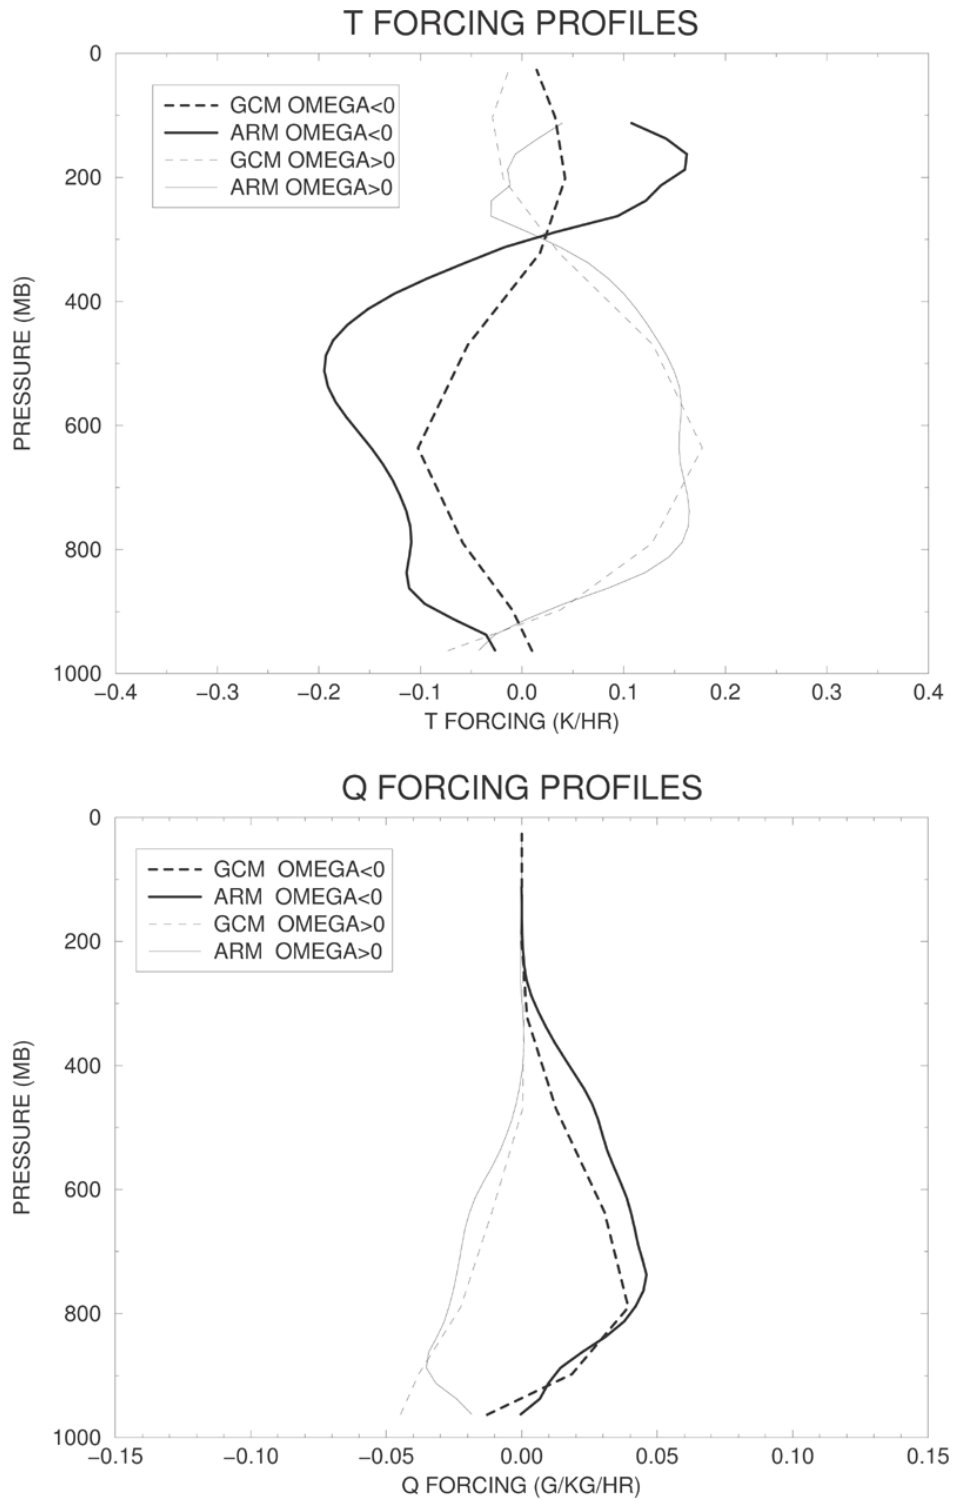 T FORCING PROFILES
0
GCM OMEGA<0
ARM OMEGA<0
GCM OMEGA>0
ARM OMEGA>0
200
400
PRESSURE (MB)
600
800
1000
−0.4 −0.3 −0.2 −0.1 0.0 0.1 0.2 0.3 0.4
T FORCING (K/HR)
Q FORCING PROFILES
0
GCM OMEGA<0
ARM OMEGA<0
GCM OMEGA>0
ARM OMEGA>0
200
400
PRESSURE (MB)
600
800
1000
−0.15 −0.10 −0.05 0.00 0.05 0.10 0.15
Q FORCING (G/KG/HR)